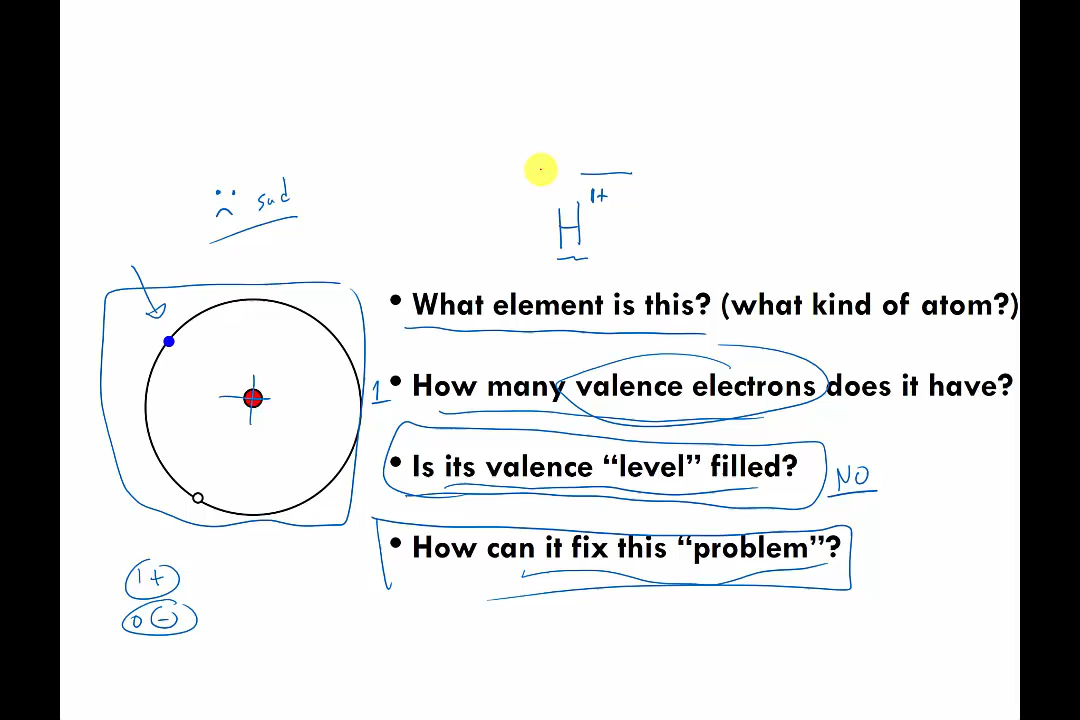 sad
1+
H
• What element is this? (what kind of atom?)
1 • How many valence electrons does it have?
• Is its valence “level” filled? NO
• How can it fix this “problem”?
1 +
0 -